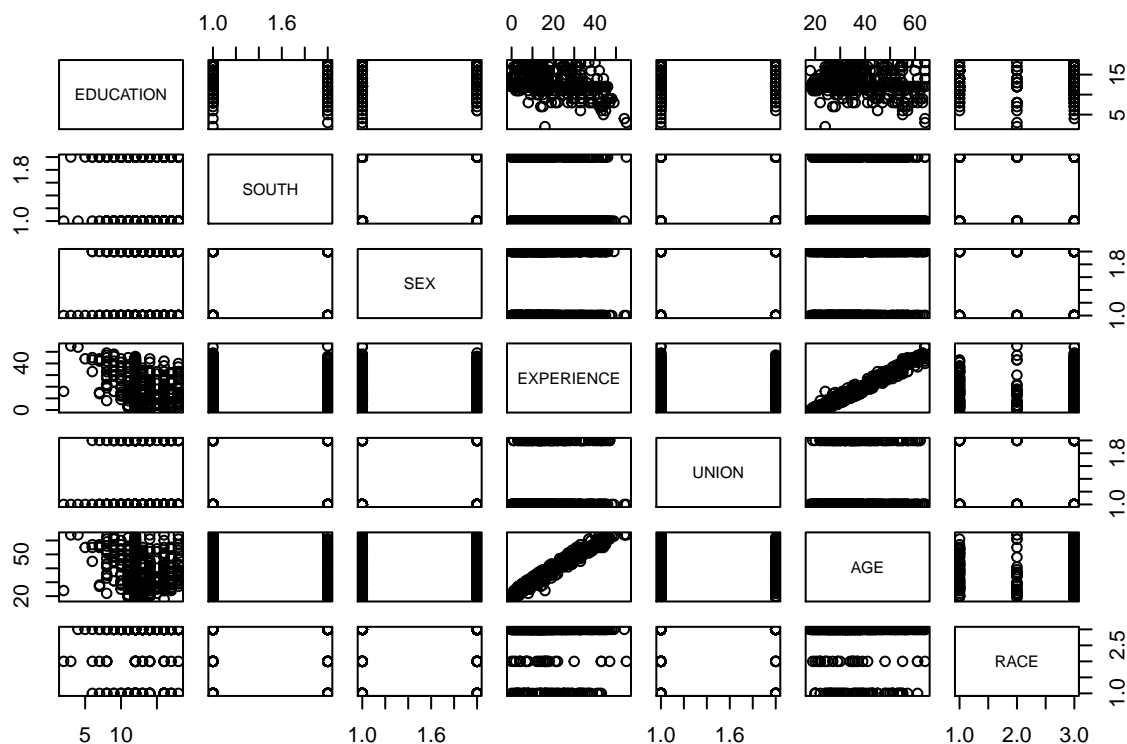 1.0 1.6 0 20 40 20 40 60
EDUCATION 5 15
1.0 1.8 SOUTH
SEX 1.0 1.8
0 40 EXPERIENCE
UNION 1.0 1.8
20 50 AGE
RACE 1.0 2.5
5 10 1.0 1.6 1.0 1.6 1.0 2.0 3.0